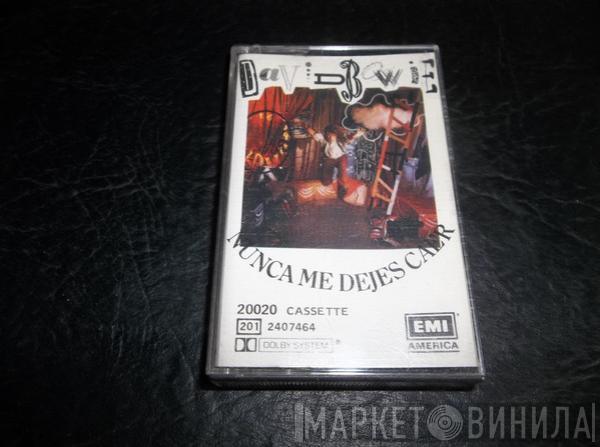 DaViD BOWiE
NUNCA ME DEJES CAER
20020 CASSETTE
201 2407464
DOLBY SYSTEM ®
EMI
AMERICA
МАРКЕТ ВИНИЛА